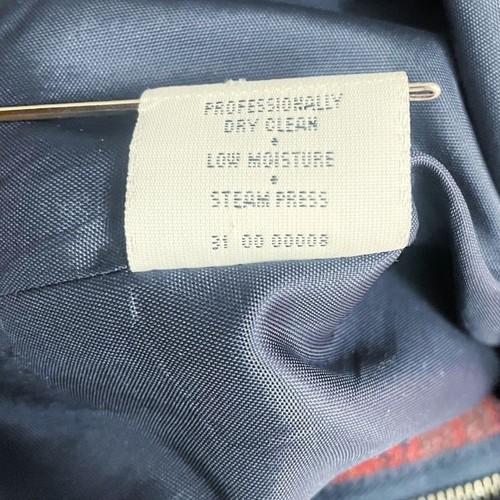 PROFESSIONALLY
DRY CLEAN
LOW MOISTURE
STEAM PRESS
31 00 00008